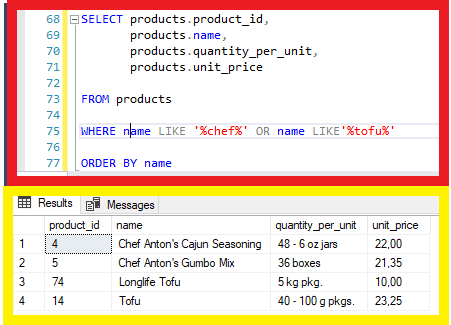 68 SELECT products.product_id,
69 products.name,
70 products.quantity_per_unit,
71 products.unit_price
72
73 FROM products
74
75 WHERE name LIKE '%chef%' OR name LIKE'%tofu%'
76
77 ORDER BY name
Results Messages
product_id name quantity_per_unit unit_price
1 4 Chef Anton's Cajun Seasoning 48 - 6 oz jars 22,00
2 5 Chef Anton's Gumbo Mix 36 boxes 21,35
3 74 Longlife Tofu 5 kg pkg. 10,00
4 14 Tofu 40 - 100 g pkgs. 23,25